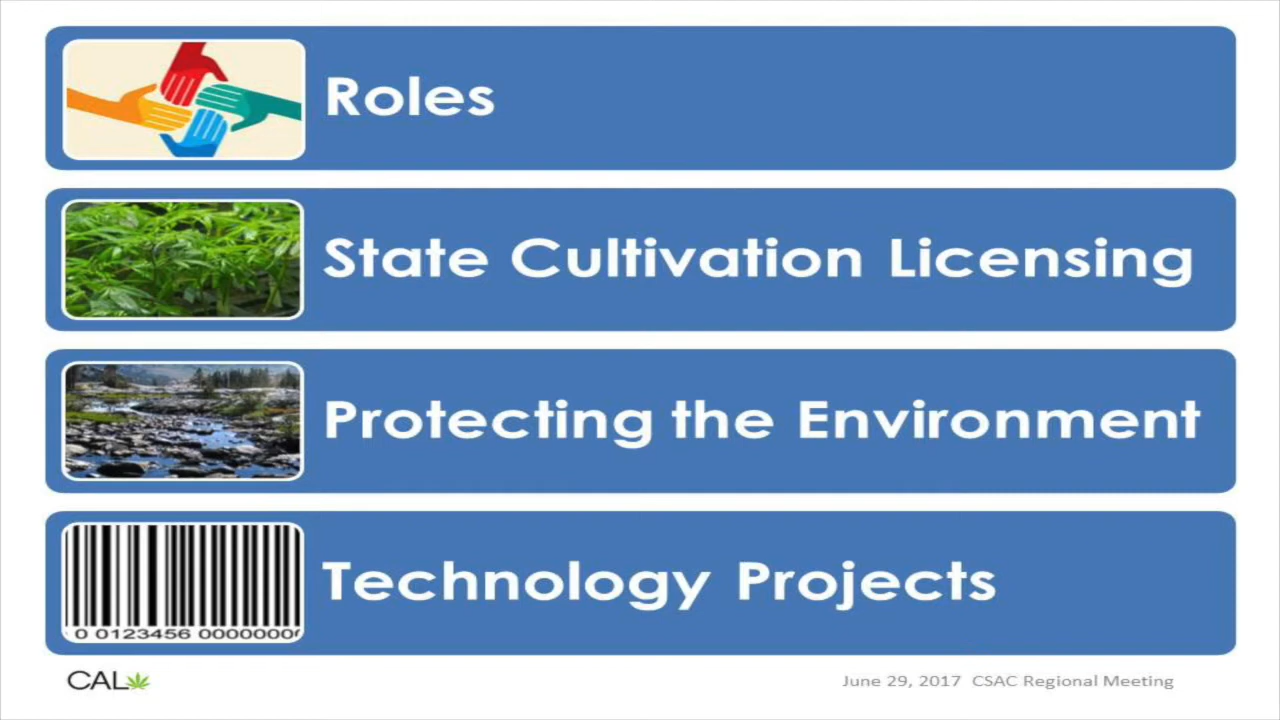 Roles
State Cultivation Licensing
Protecting the Environment
Technology Projects
0 0123456 0000000
CAL
June 29, 2017 CSAC Regional Meeting